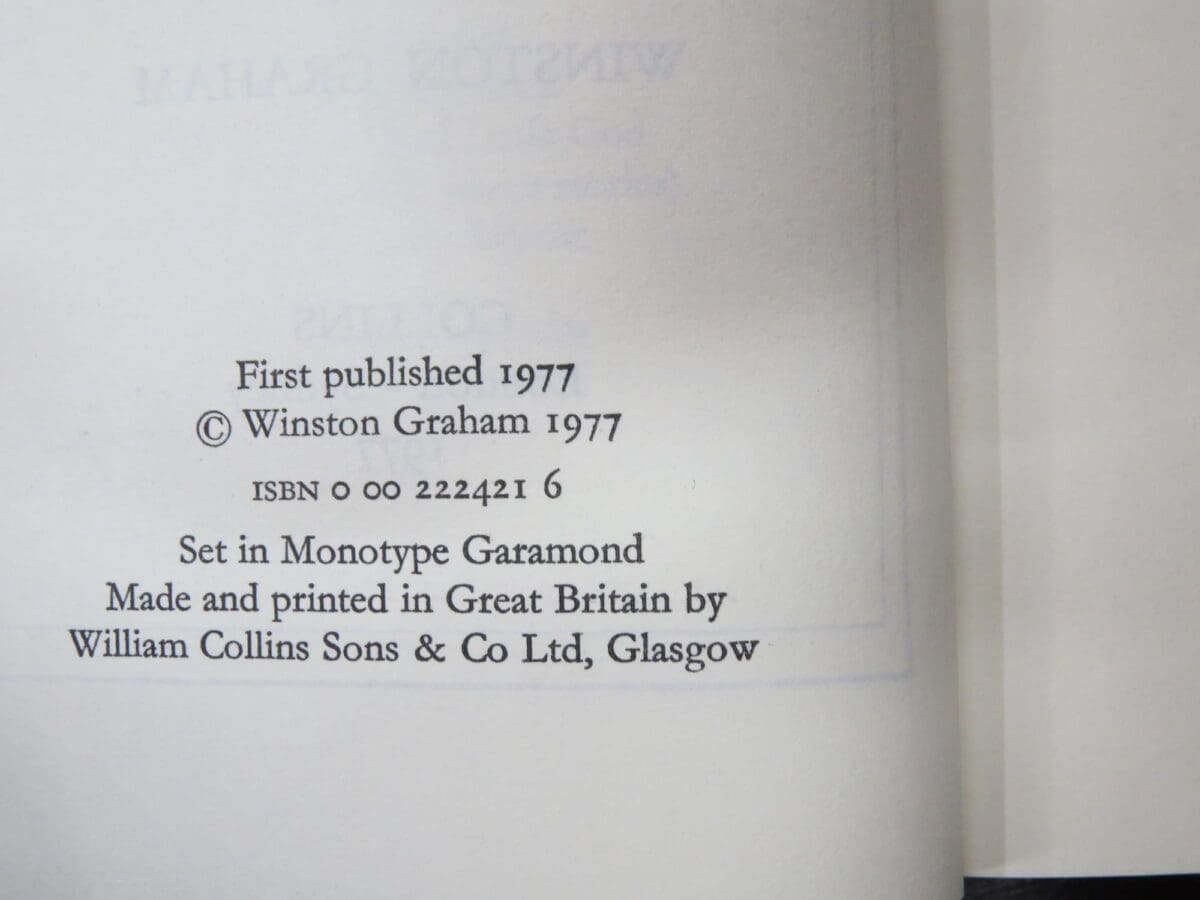 First published 1977
© Winston Graham 1977
ISBN 0 00 222421 6
Set in Monotype Garamond
Made and printed in Great Britain by
William Collins Sons & Co Ltd, Glasgow